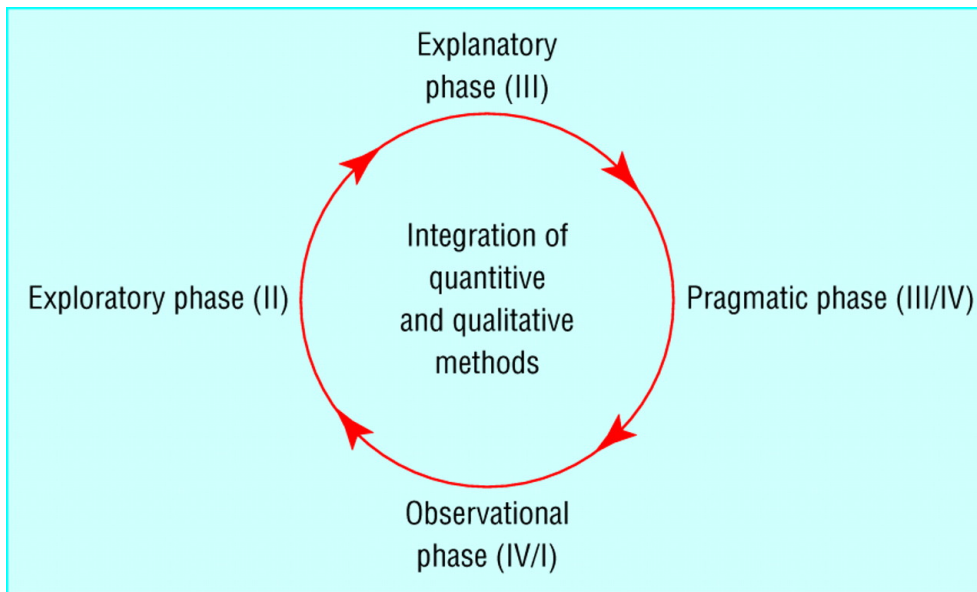 Explanatory
phase (III)
Integration of
quantitive
and qualitative
methods
Exploratory phase (II)
Pragmatic phase (III/IV)
Observational
phase (IV/I)